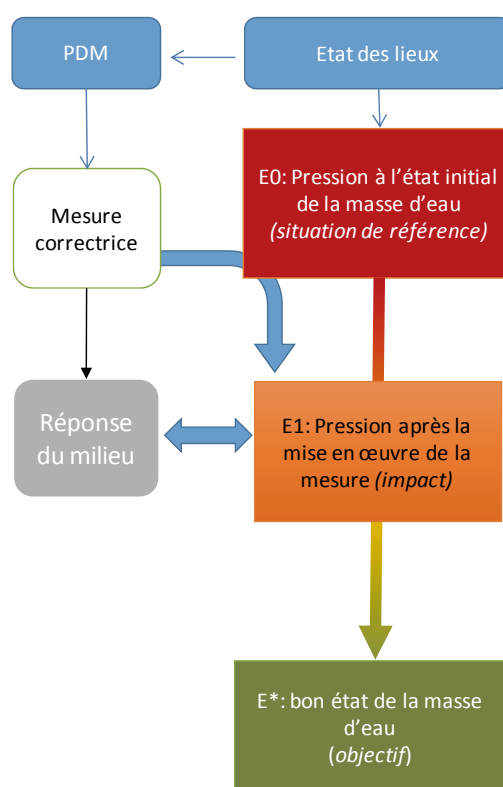 PDM
Etat des lieux
E0: Pression à l’état initial
de la masse d’eau
(situation de référence)
Mesure
correctrice
Réponse
du milieu
E1: Pression après la
mise en œuvre de la
mesure (impact)
E*: bon état de la masse
d’eau
(objectif)